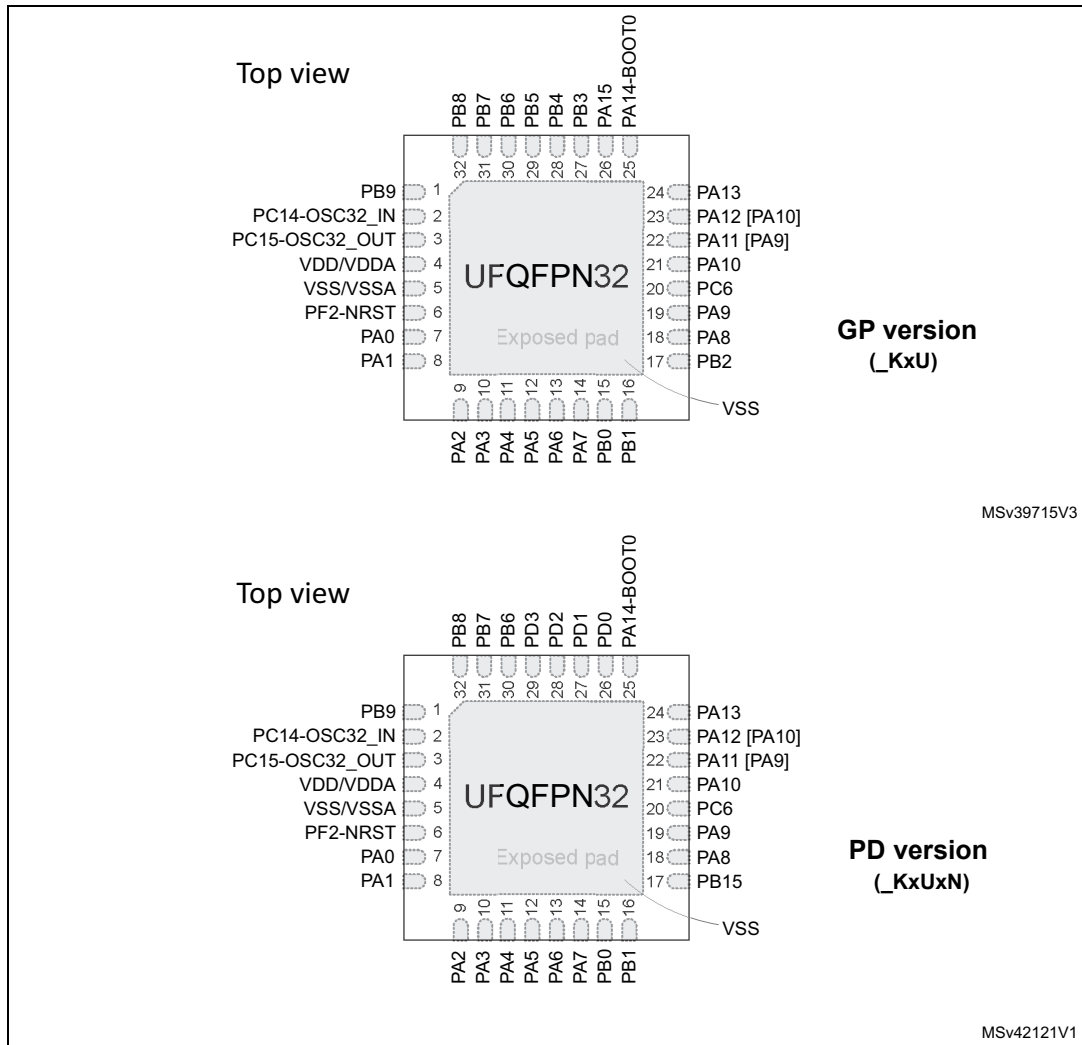 Top view
PB8
PB7
PB6
PB5
PB4
PB3
PA15
PA14-BOOT0
32
31
30
29
28
27
26
25
PB9 1
PC14-OSC32_IN 2
PC15-OSC32_OUT 3
VDD/VDDA 4
VSS/VSSA 5
PF2-NRST 6
PA0 7
PA1 8
UFQFPN32
Exposed pad
24 PA13
23 PA12 [PA10]
22 PA11 [PA9]
21 PA10
20 PC6
19 PA9
18 PA8
17 PB2
VSS
9
10
11
12
13
14
15
16
PA2
PA3
PA4
PA5
PA6
PA7
PB0
PB1
GP version
(_KxU)
MSv39715V3
Top view
PB8
PB7
PB6
PD3
PD2
PD1
PD0
PA14-BOOT0
32
31
30
29
28
27
26
25
PB9 1
PC14-OSC32_IN 2
PC15-OSC32_OUT 3
VDD/VDDA 4
VSS/VSSA 5
PF2-NRST 6
PA0 7
PA1 8
UFQFPN32
Exposed pad
24 PA13
23 PA12 [PA10]
22 PA11 [PA9]
21 PA10
20 PC6
19 PA9
18 PA8
17 PB15
VSS
9
10
11
12
13
14
15
16
PA2
PA3
PA4
PA5
PA6
PA7
PB0
PB1
PD version
(_KxUxN)
MSv42121V1